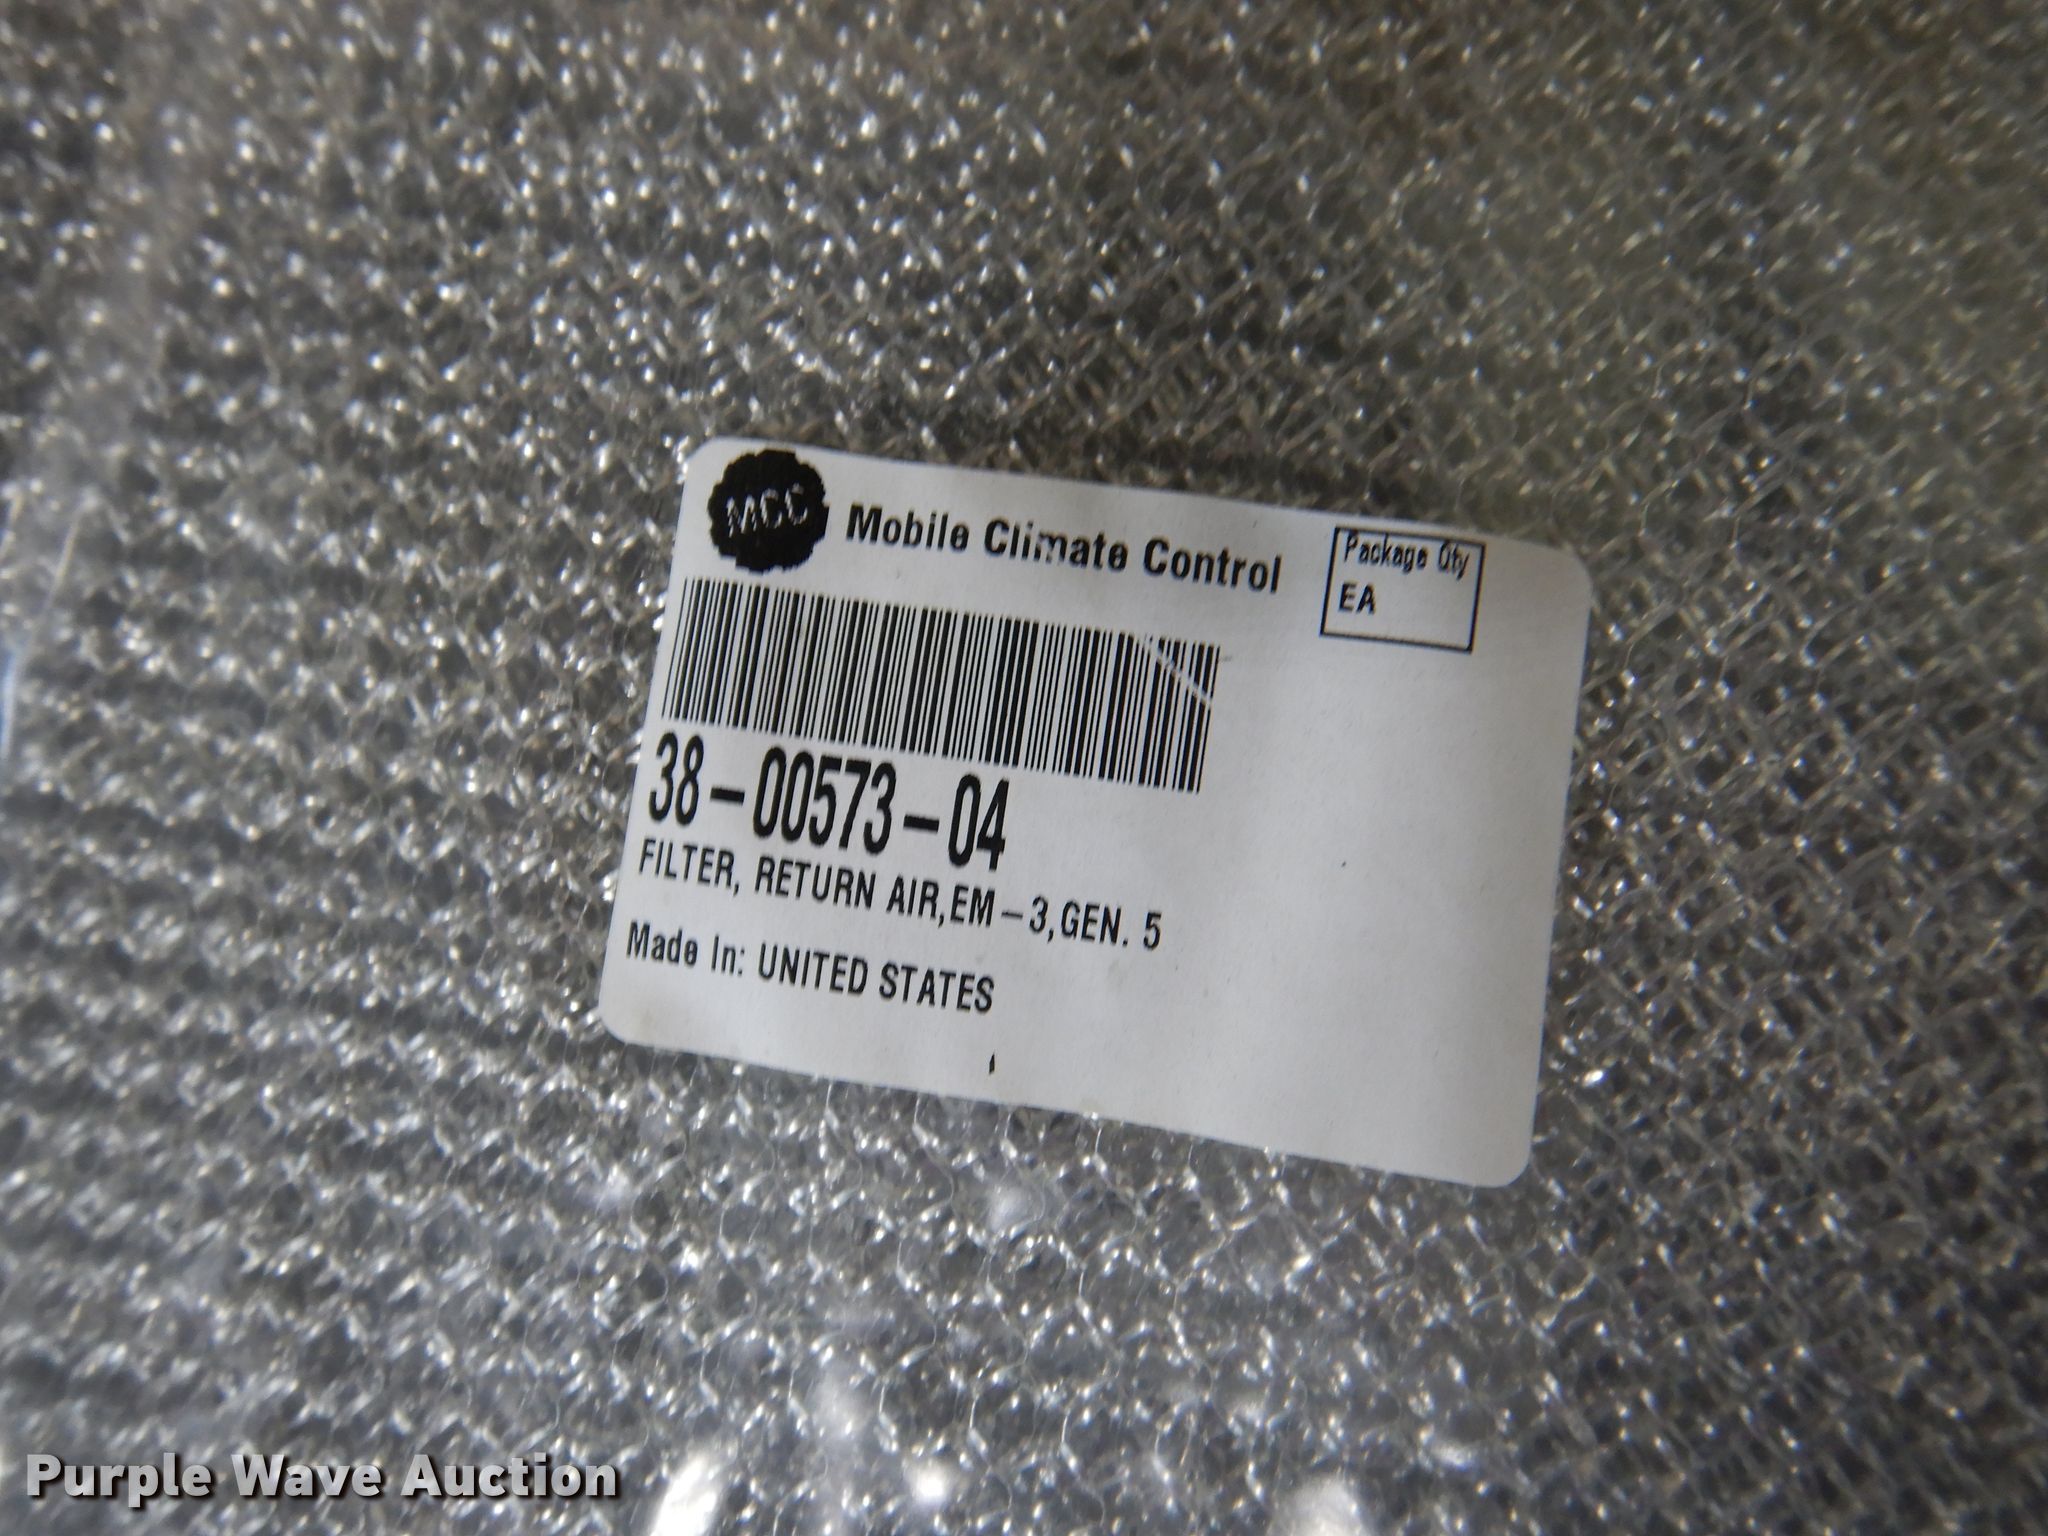 MCC
Mobile Climate Control
Package Qty
EA
38-00573-04
FILTER, RETURN AIR,EM-3,GEN. 5
Made In: UNITED STATES
Purple Wave Auction